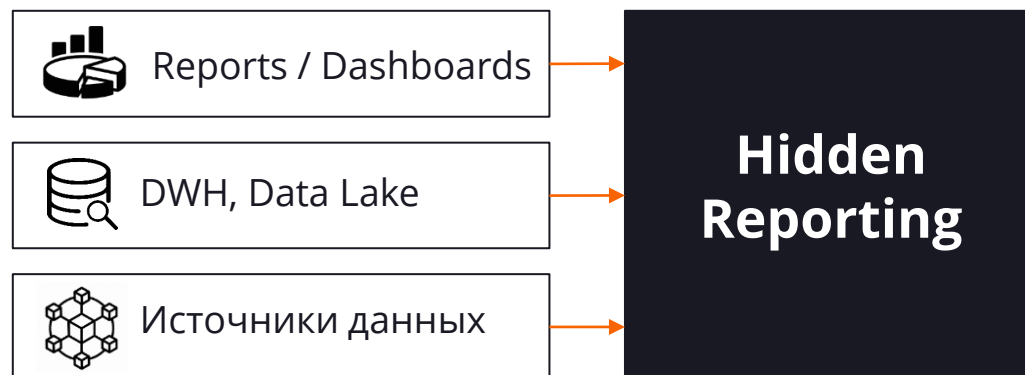 Reports / Dashboards
DWH, Data Lake
Источники данных
Hidden
Reporting